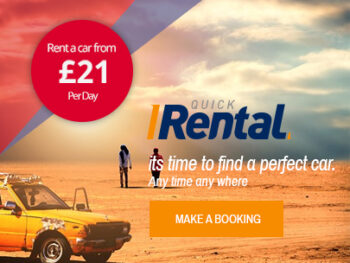 Rent a car from
£21
Per Day
QUICK
Rental.
its time to find a perfect car.
Any time any where
MAKE A BOOKING